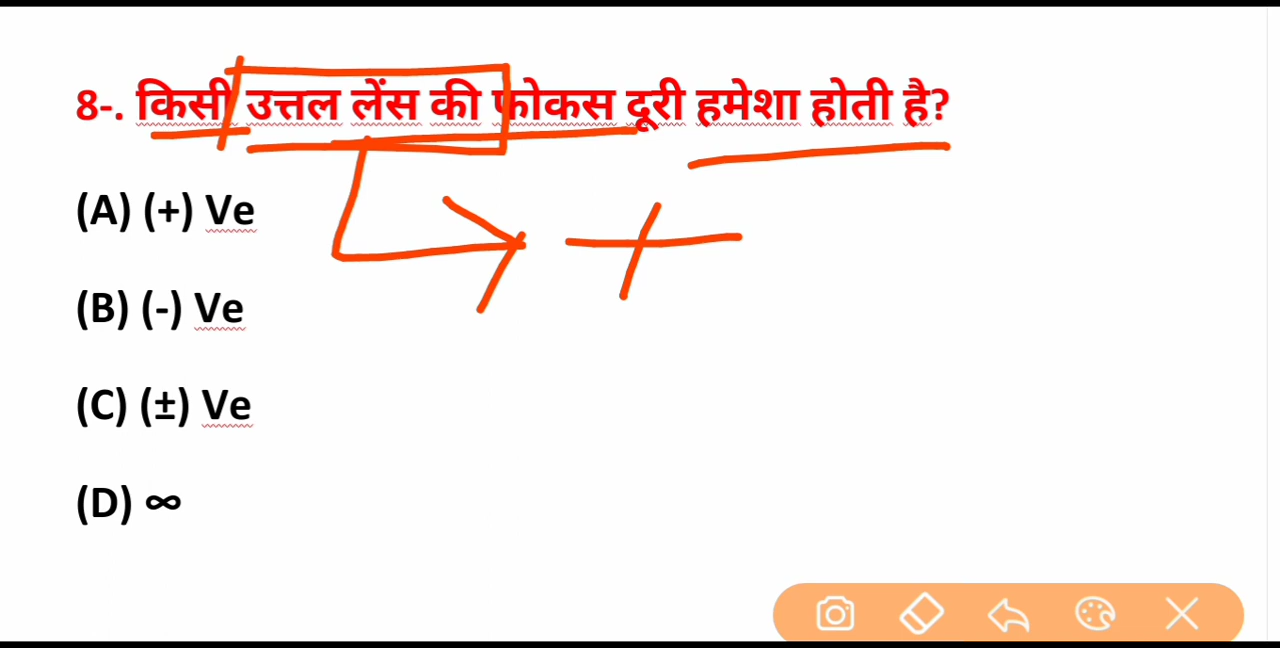 8-. किसी उत्तल लेंस की फोकस दूरी हमेशा होती है?
(A) (+) Ve
+
(B) (-) Ve
(C) (±) Ve
(D) ∞